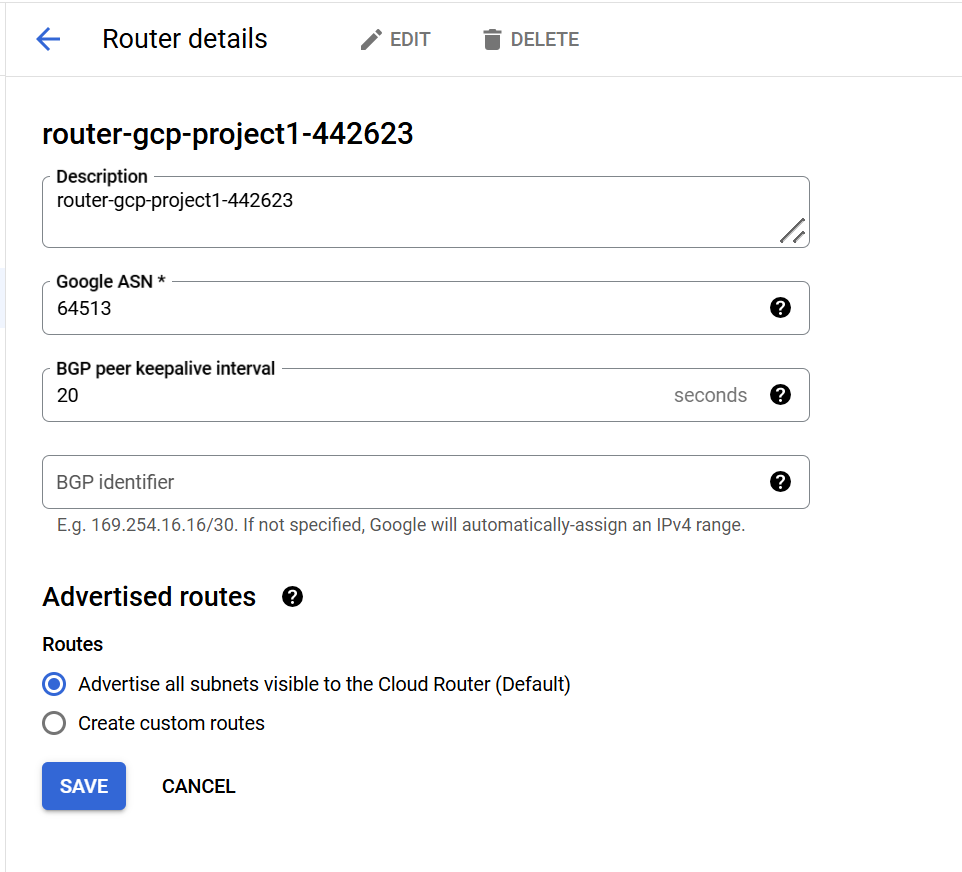 Router details EDIT DELETE
router-gcp-project1-442623
Description
router-gcp-project1-442623
Google ASN *
64513
BGP peer keepalive interval
20 seconds
BGP identifier
E.g. 169.254.16.16/30. If not specified, Google will automatically-assign an IPv4 range.
Advertised routes
Routes
Advertise all subnets visible to the Cloud Router (Default)
Create custom routes
SAVE CANCEL